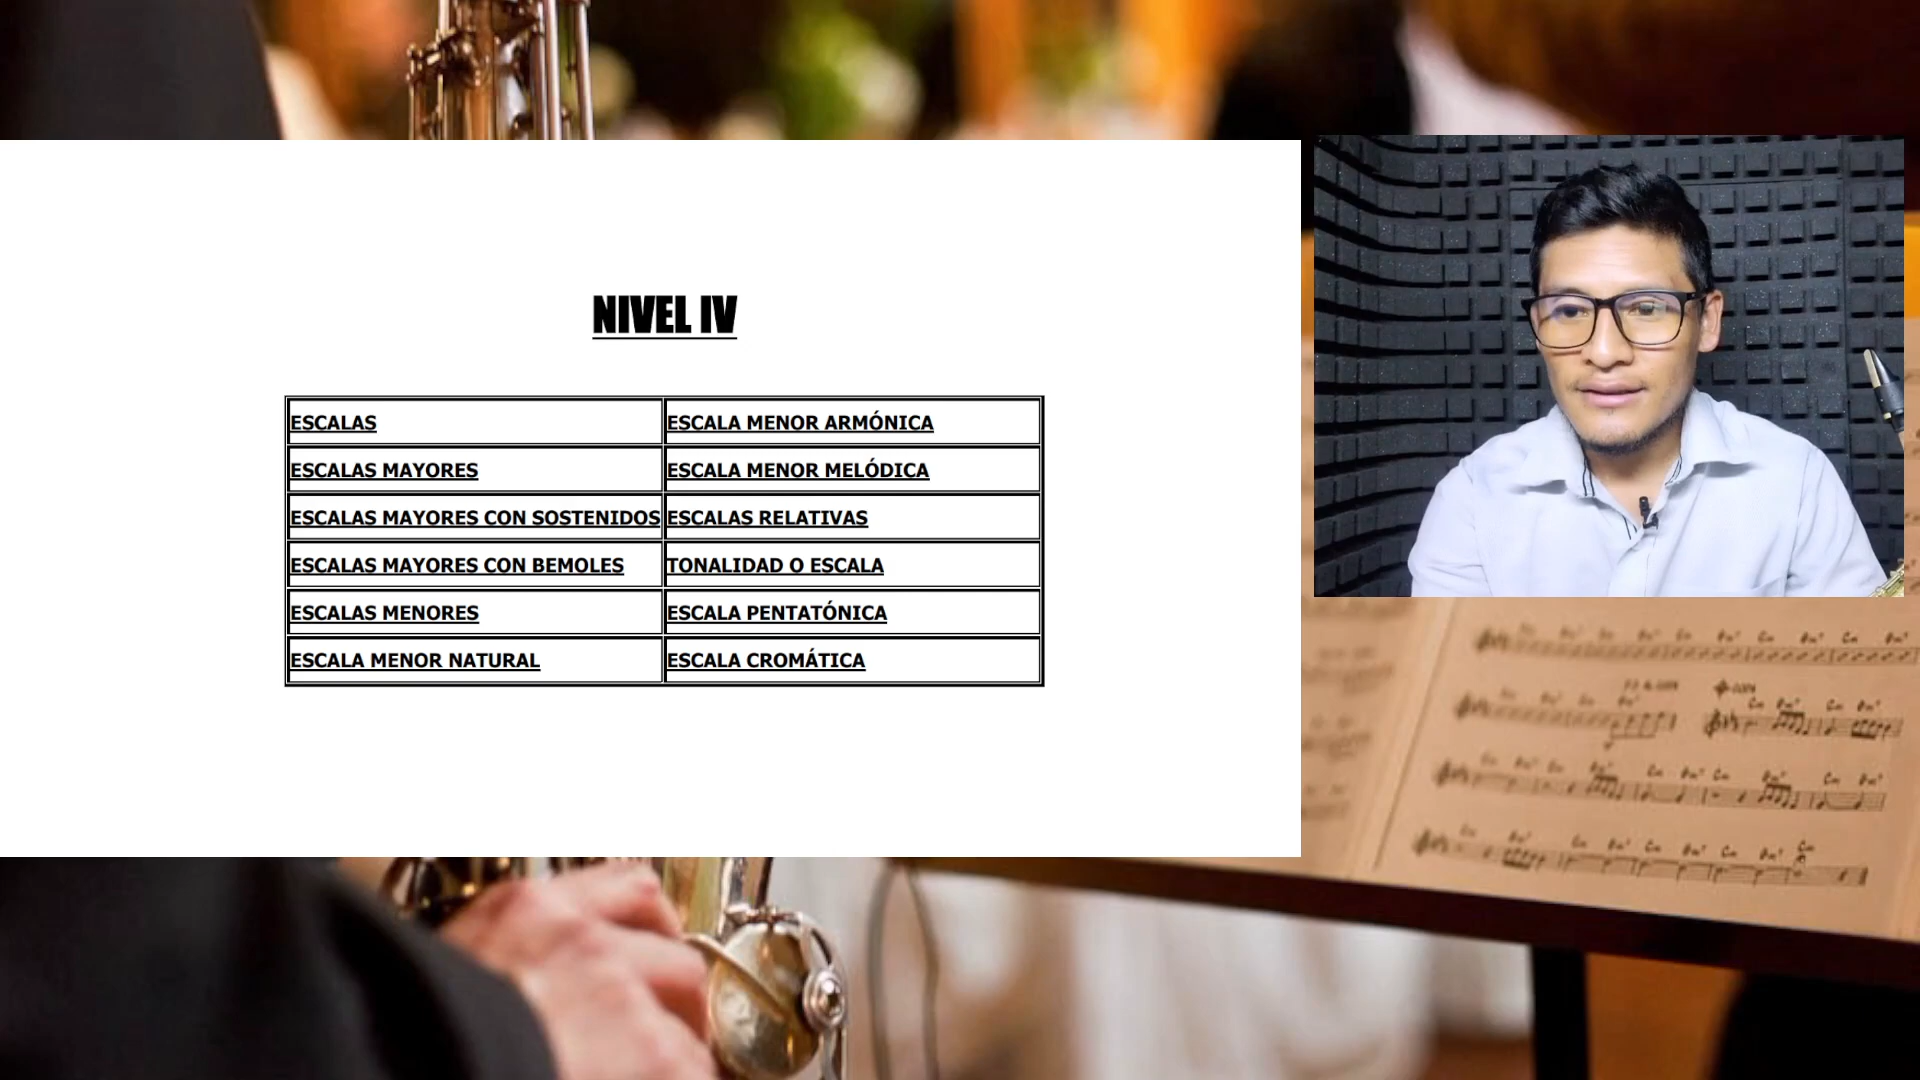 NIVEL IV
ESCALAS
ESCALA MENOR ARMÓNICA
ESCALAS MAYORES
ESCALA MENOR MELÓDICA
ESCALAS MAYORES CON SOSTENIDOS
ESCALAS RELATIVAS
ESCALAS MAYORES CON BEMOLES
TONALIDAD O ESCALA
ESCALAS MENORES
ESCALA PENTATÓNICA
ESCALA MENOR NATURAL
ESCALA CROMÁTICA